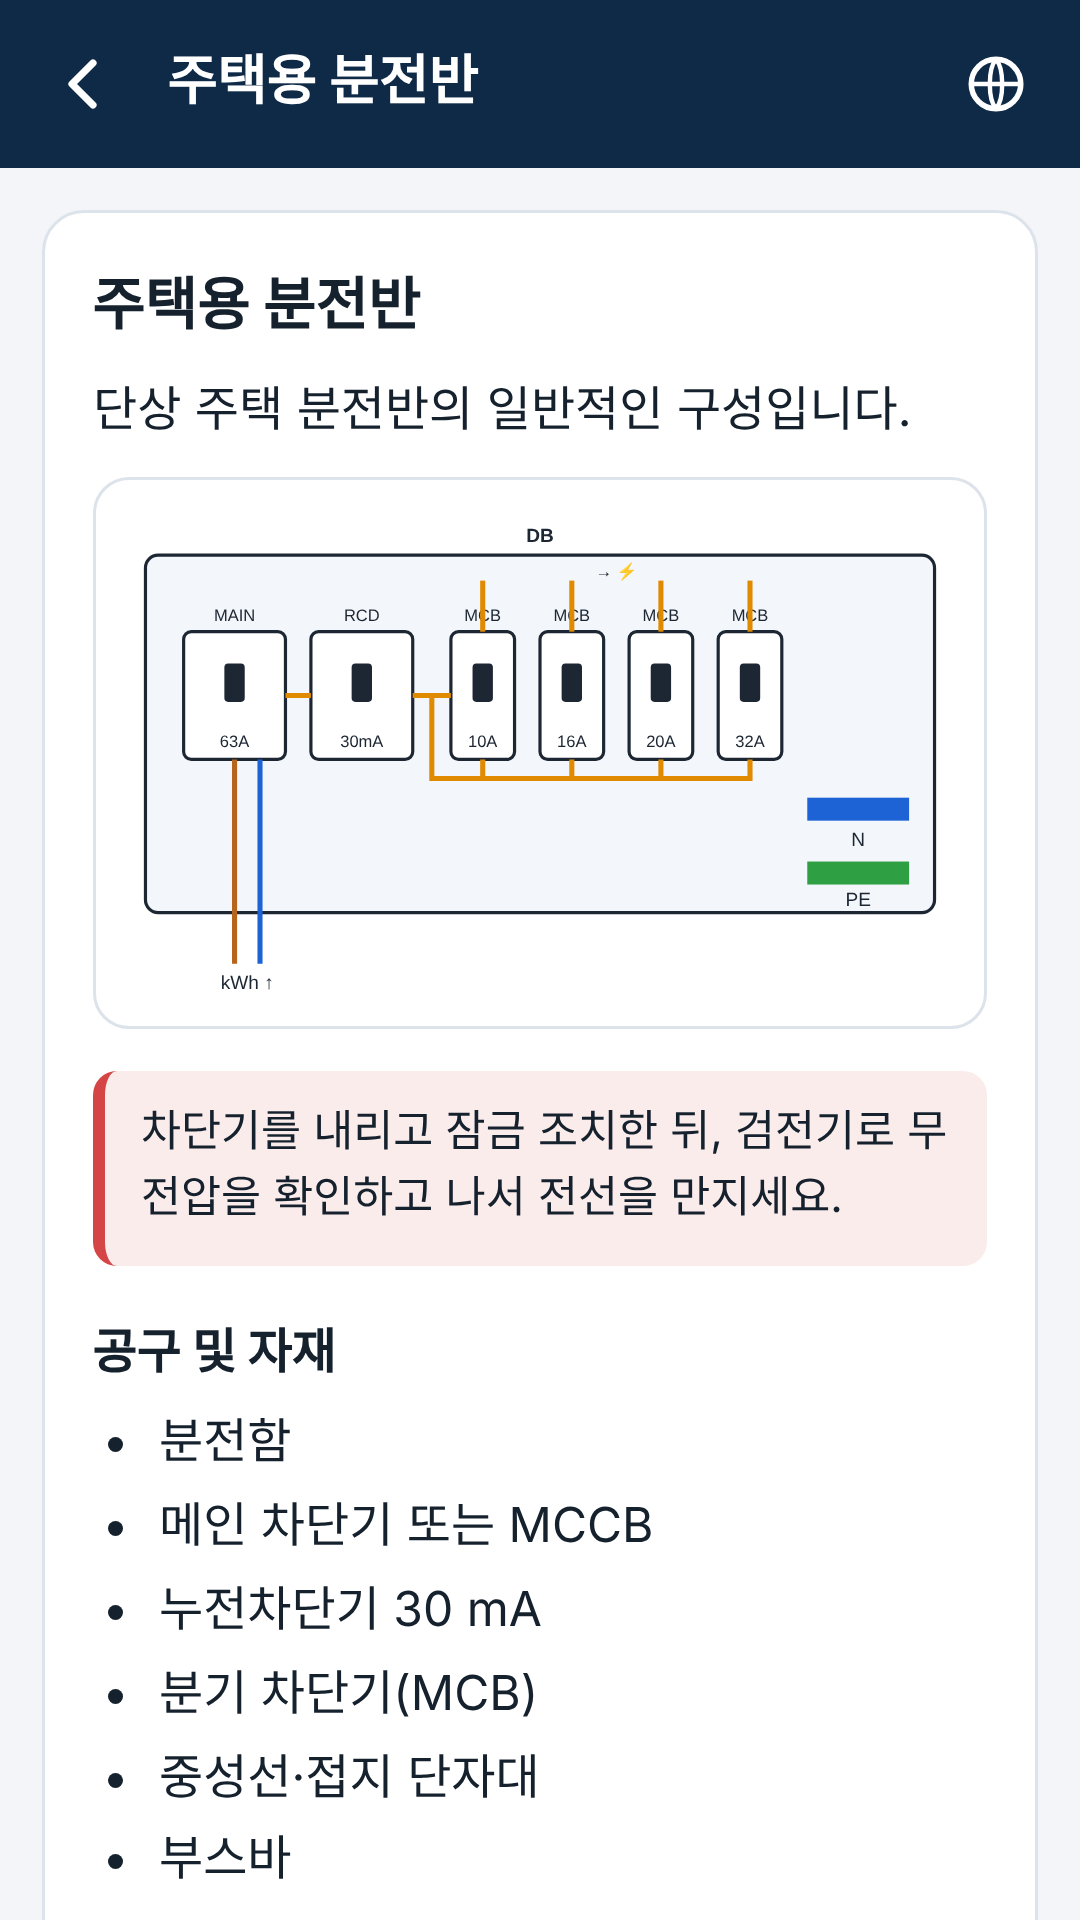 주택용 분전반
주택용 분전반
단상 주택 분전반의 일반적인 구성입니다.
DB
→ ⚡
MAIN RCD MCB MCB MCB MCB
63A 30mA 10A 16A 20A 32A
N
PE
kWh ↑
차단기를 내리고 잠금 조치한 뒤, 검전기로 무
전압을 확인하고 나서 전선을 만지세요.
공구 및 자재
• 분전함
• 메인 차단기 또는 MCCB
• 누전차단기 30 mA
• 분기 차단기(MCB)
• 중성선·접지 단자대
• 부스바